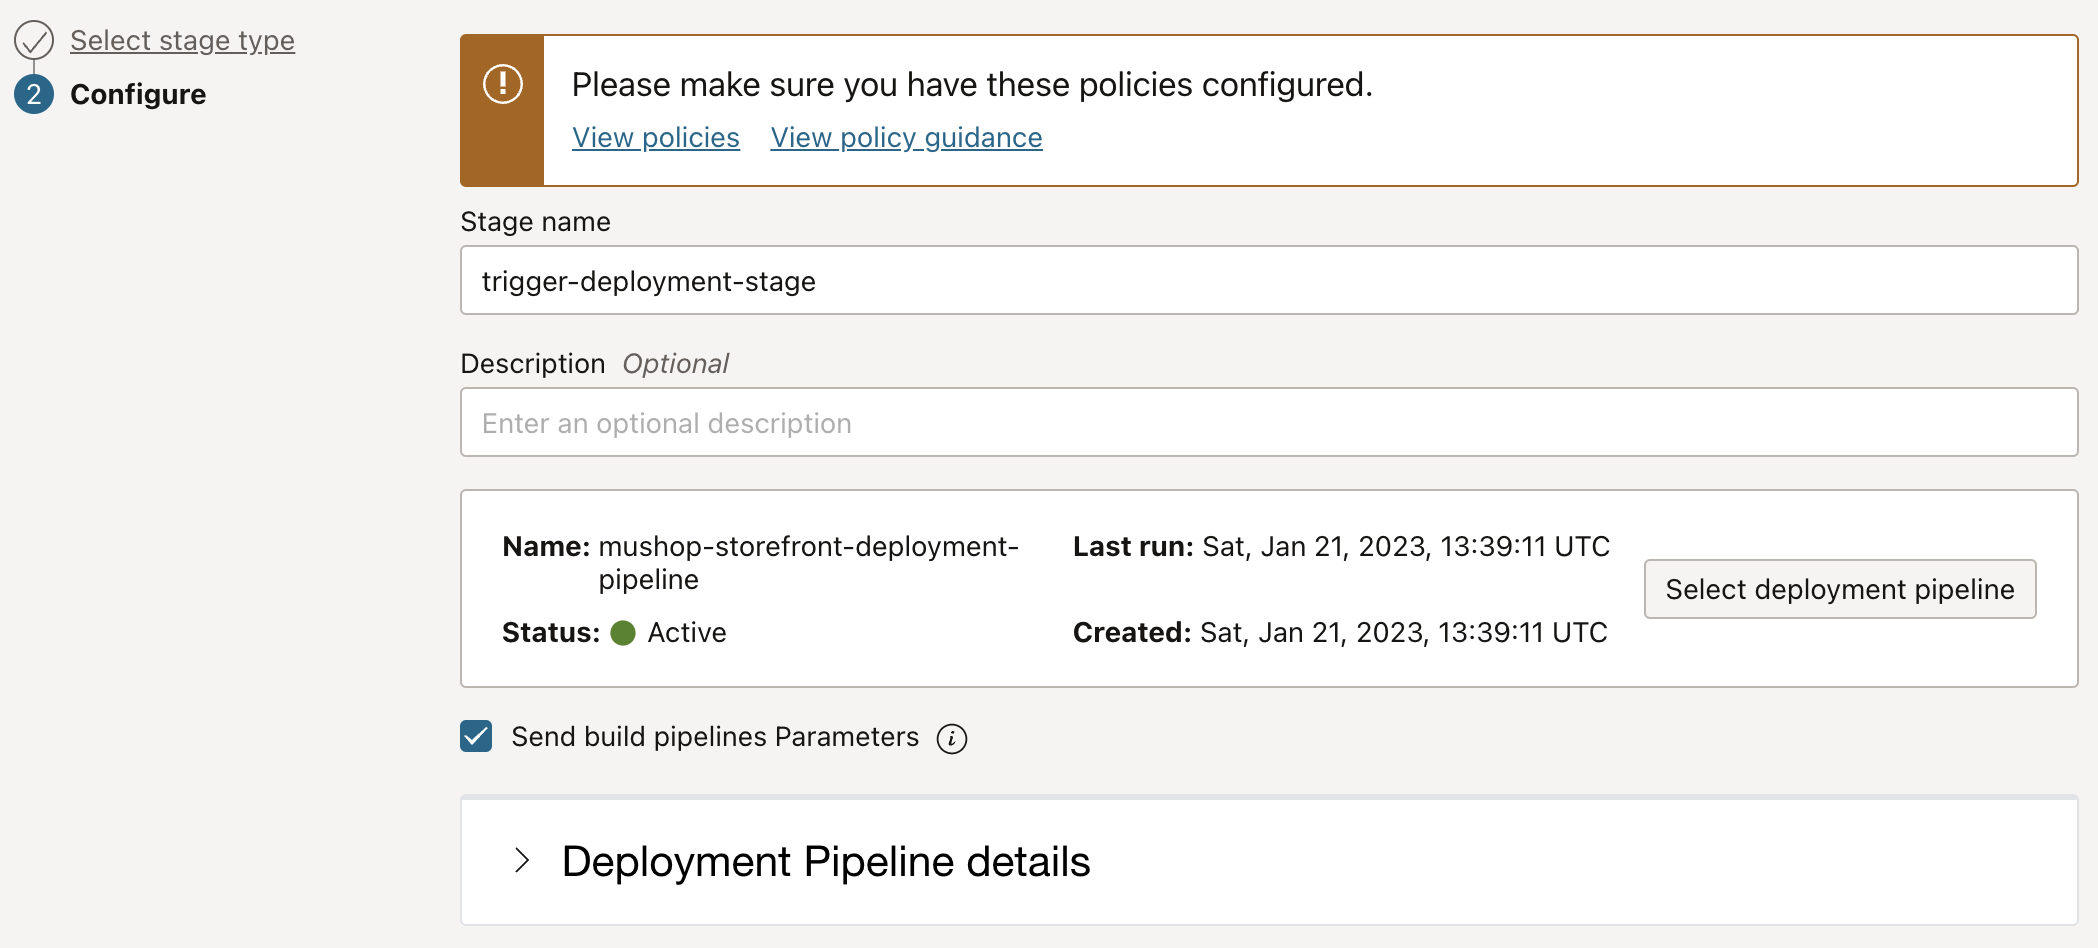 Select stage type
2 Configure
Please make sure you have these policies configured.
View policies View policy guidance
Stage name
trigger-deployment-stage
Description Optional
Enter an optional description
Name: mushop-storefront-deployment-
pipeline
Last run: Sat, Jan 21, 2023, 13:39:11 UTC
Status: Active
Created: Sat, Jan 21, 2023, 13:39:11 UTC
Select deployment pipeline
Send build pipelines Parameters
Deployment Pipeline details